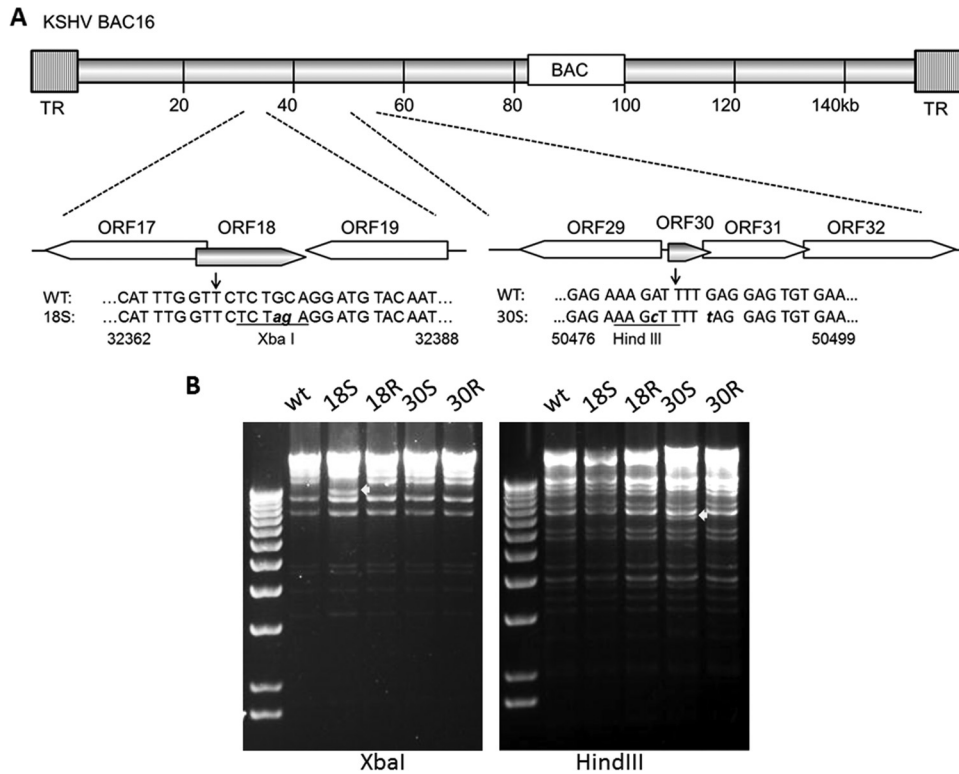 A KSHV BAC16
BAC
TR 20 40 60 80 100 120 140kb TR
ORF17 ORF18 ORF19 ORF29 ORF30 ORF31 ORF32
WT: ...CAT TTG GTT CTC TGC AGG ATG TAC AAT...
18S: ...CAT TTG GTT CTC Tag AGG ATG TAC AAT...
32362 Xba I 32388
WT: ...GAG AAA GAT TTT GAG GAG TGT GAA...
30S: ...GAG AAA GcT TTT tAG GAG TGT GAA...
50476 Hind III 50499
B
wt 18S 18R 30S 30R
wt 18S 18R 30S 30R
XbaI HindIII